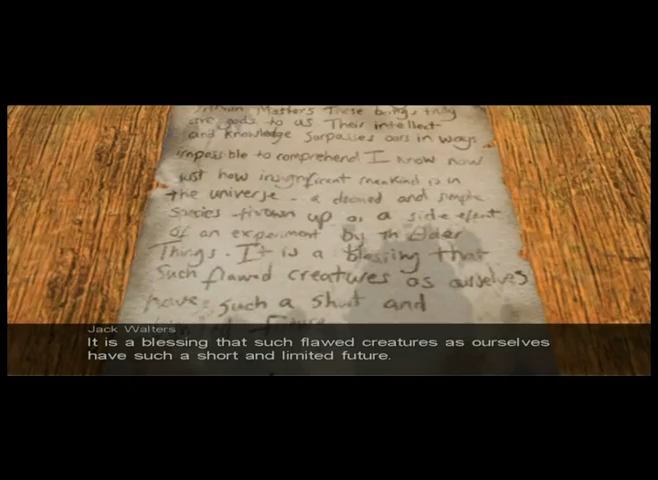 Matters These beings truly
are gods to us Their intellect
and knowledge surpasses ours in ways
impossible to comprehend I know now
just how insignificant mankind is in
the universe - a doomed and simple
species thrown up as a side effect
of an experiment by th Elder
Things. It is a blessing that
such flawed creatures as ourselves
have such a short and
Jack Walters
It is a blessing that such flawed creatures as ourselves
have such a short and limited future.